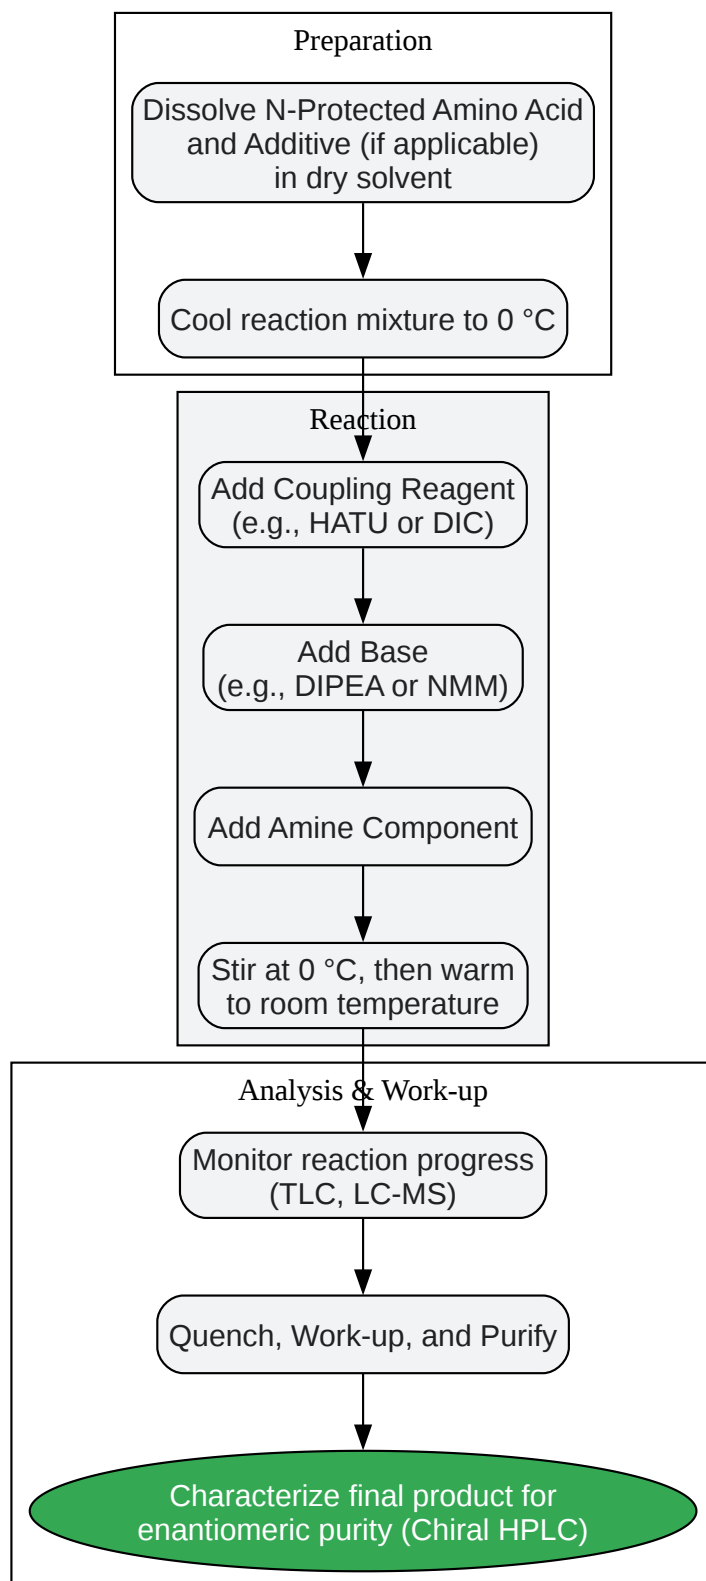 Preparation
Dissolve N-Protected Amino Acid
and Additive (if applicable)
in dry solvent
Cool reaction mixture to 0 °C
Reaction
Add Coupling Reagent
(e.g., HATU or DIC)
Add Base
(e.g., DIPEA or NMM)
Add Amine Component
Stir at 0 °C, then warm
to room temperature
Analysis & Work-up
Monitor reaction progress
(TLC, LC-MS)
Quench, Work-up, and Purify
Characterize final product for
enantiomeric purity (Chiral HPLC)